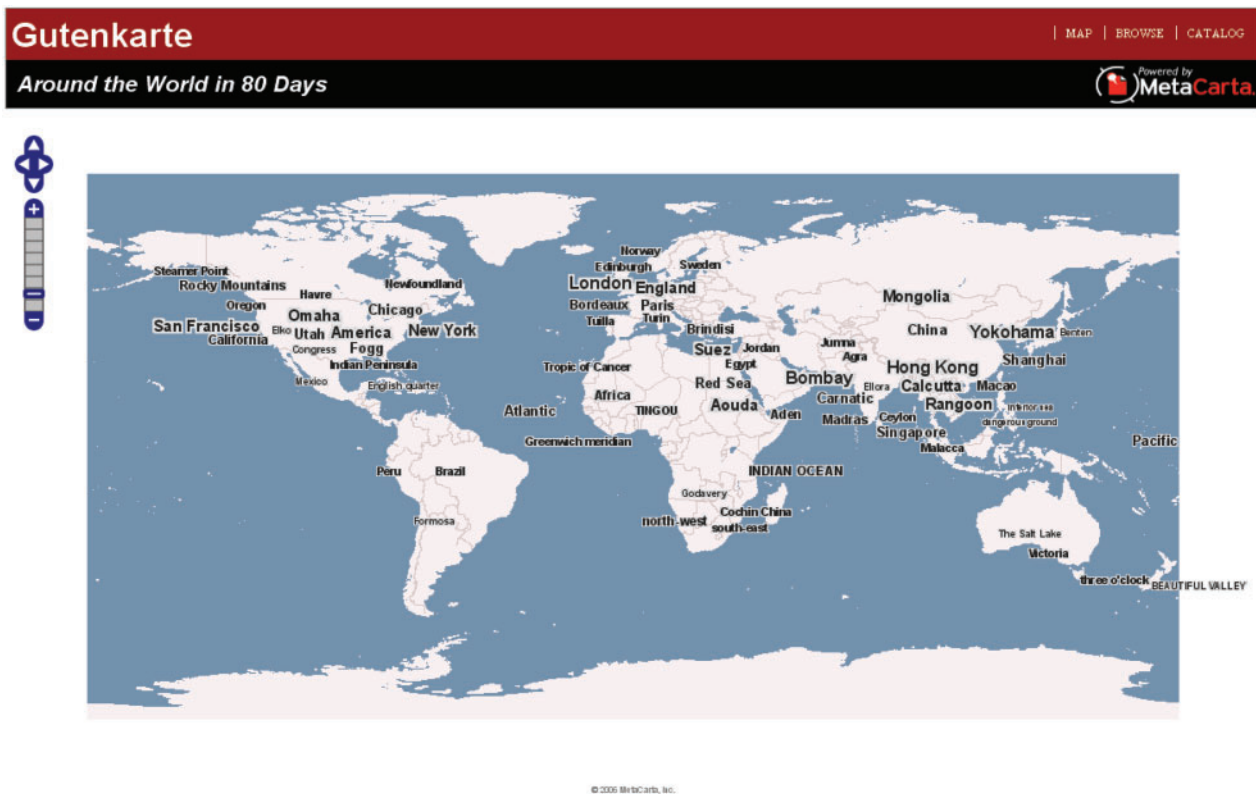 Gutenkarte
| MAP | BROWSE | CATALOG
Around the World in 80 Days
Powered by
MetaCarta.
Norway
Edinburgh
Sweden
Steamer Point
London
England
Rocky Mountains
Newfoundland
Havre
Mongolia
Oregon
Chicago
Bordeaux
Paris
Omaha
Turin
Tuilla
San Francisco
Elko
Utah
America
New York
Brindisi
China
Yokohama
Benten
California
Congress
Fogg
Suez
Jordan
Jumna
Agra
Shanghai
Indian Peninsula
Tropic of Cancer
Egypt
Hong Kong
Mexico
English quarter
Red Sea
Bombay
Ellora
Calcutta
Macao
Africa
Carnatic
Atlantic
TINGOU
Aouda
Aden
Rangoon
Interior sea
Madras
Ceylon
dangerous ground
Singapore
Greenwich meridian
Malacca
Pacific
Peru
Brazil
INDIAN OCEAN
Godavery
Formosa
Cochin China
north-west
south-east
The Salt Lake
Victoria
three o'clock
BEAUTIFUL VALLEY
© 2006 MetaCarta, Inc.